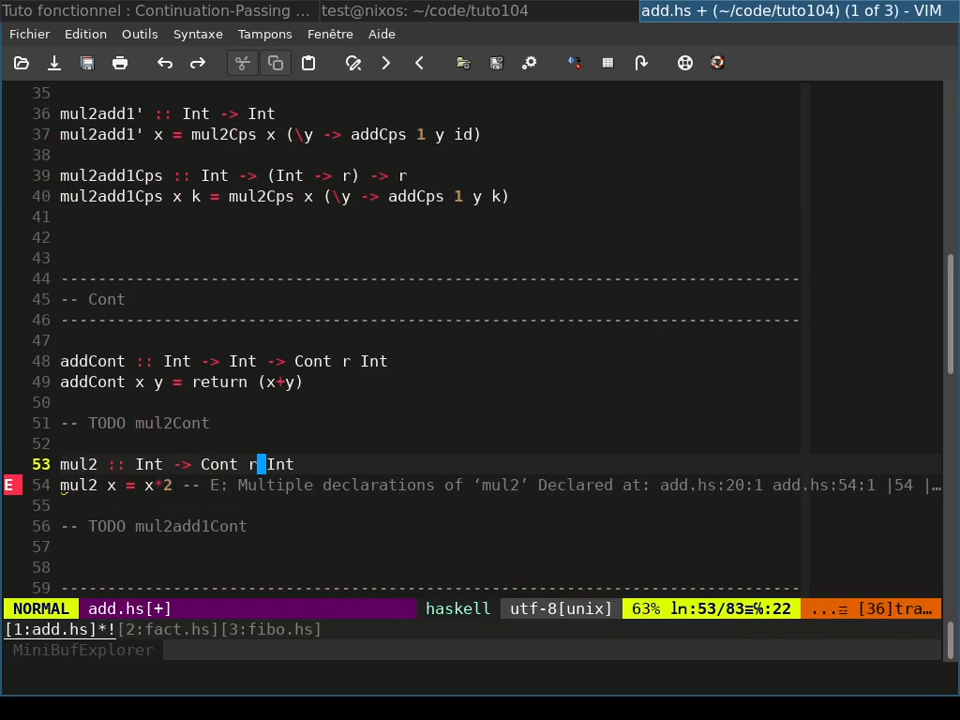 Tuto fonctionnel : Continuation-Passing ... test@nixos: ~/code/tuto104 add.hs + (~/code/tuto104) (1 of 3) - VIM
Fichier Edition Outils Syntaxe Tampons Fenêtre Aide
35
36 mul2add1' :: Int -> Int
37 mul2add1' x = mul2Cps x (\y -> addCps 1 y id)
38
39 mul2add1Cps :: Int -> (Int -> r) -> r
40 mul2add1Cps x k = mul2Cps x (\y -> addCps 1 y k)
41
42
43
44 -------------------------------------------------------------------------------
45 -- Cont
46 -------------------------------------------------------------------------------
47
48 addCont :: Int -> Int -> Cont r Int
49 addCont x y = return (x+y)
50
51 -- TODO mul2Cont
52
53 mul2 :: Int -> Cont r Int
E 54 mul2 x = x*2 -- E: Multiple declarations of ‘mul2’ Declared at: add.hs:20:1 add.hs:54:1 |54 |…
55
56 -- TODO mul2add1Cont
57
58
59 -------------------------------------------------------------------------------
NORMAL add.hs[+] haskell utf-8[unix] 63% ln:53/83≡℅:22 ...≡ [36]tra…
[1:add.hs]*![2:fact.hs][3:fibo.hs]
MiniBufExplorer